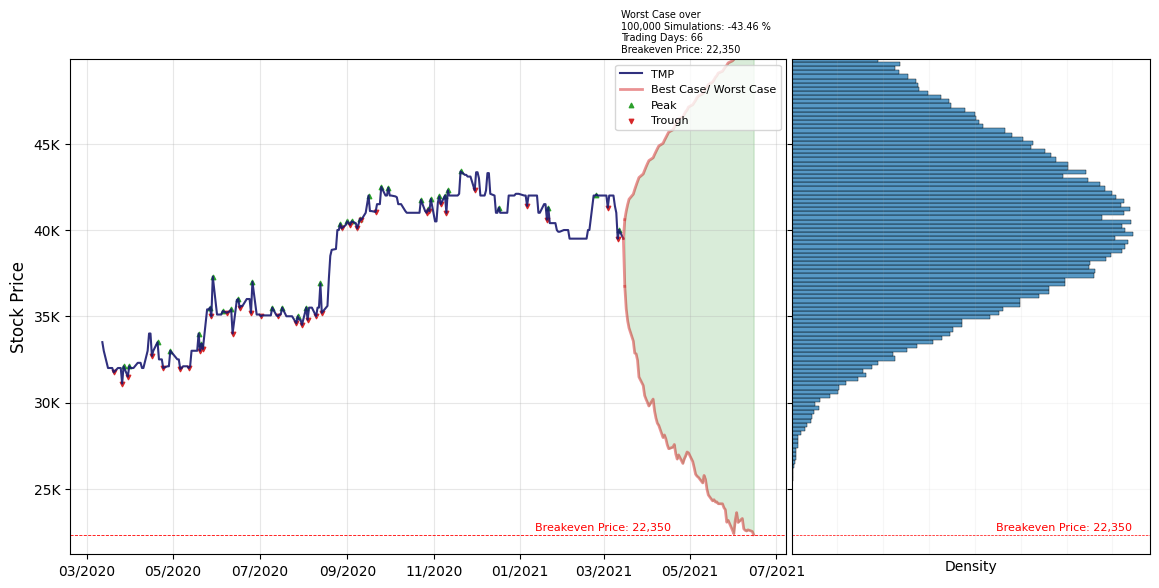 Worst Case over
100,000 Simulations: -43.46 %
Trading Days: 66
Breakeven Price: 22,350
TMP
Best Case/ Worst Case
Peak
Trough
45K
40K
35K
30K
25K
Stock Price
Breakeven Price: 22,350
Breakeven Price: 22,350
03/2020 05/2020 07/2020 09/2020 11/2020 01/2021 03/2021 05/2021 07/2021
Density